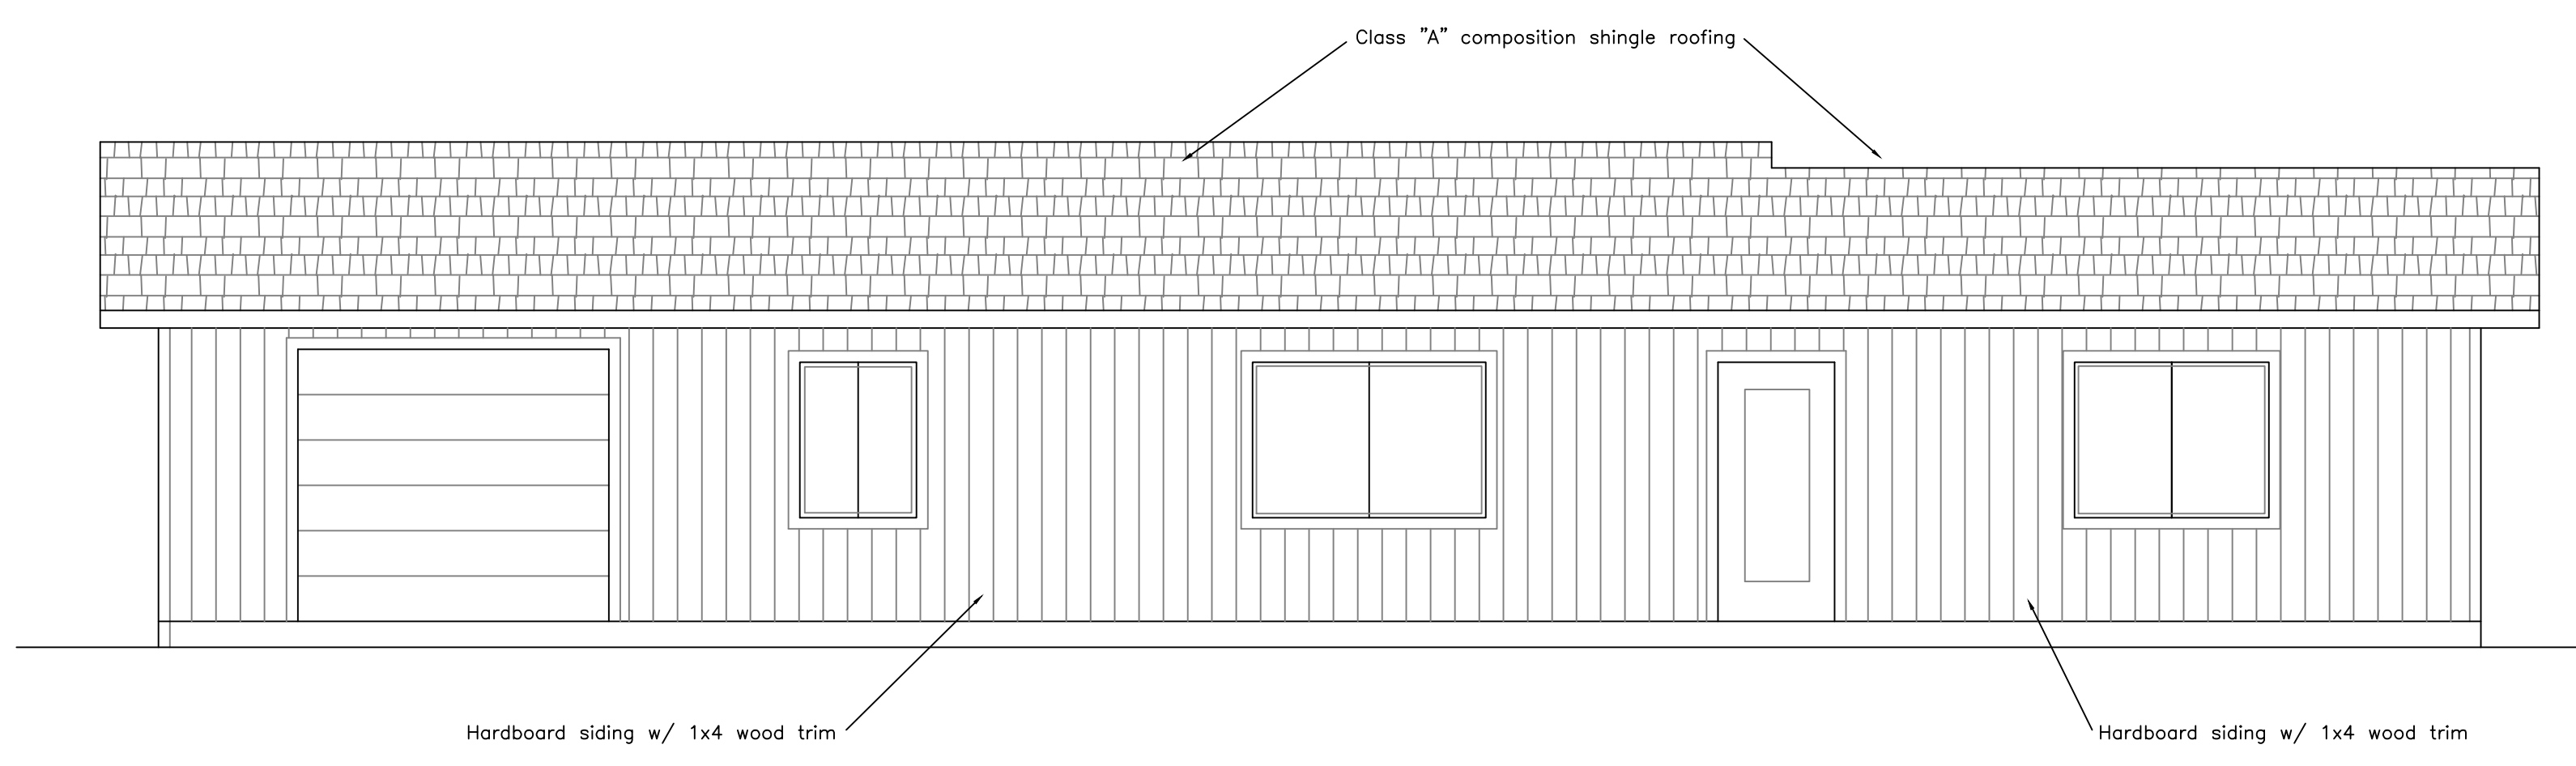 Class "A" composition shingle roofing
Hardboard siding w/ 1x4 wood trim
Hardboard siding w/ 1x4 wood trim